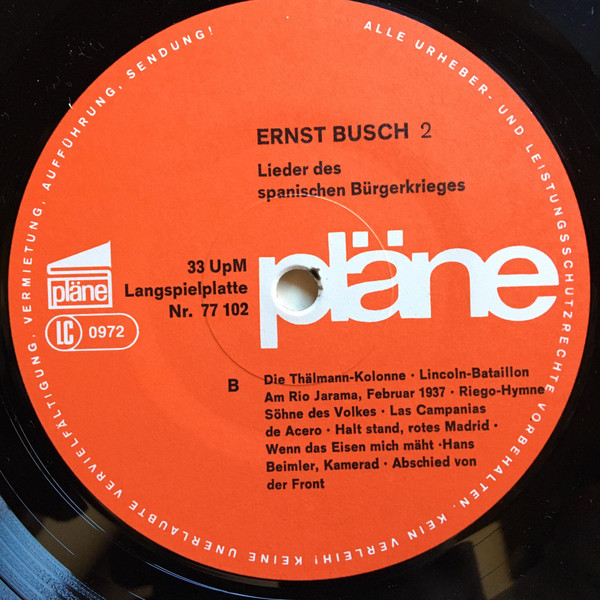 ALLE URHEBER- UND LEISTUNGSSCHUTZRECHTE VORBEHALTEN. KEIN VERLEIH! KEINE UNERLAUBTE VERVIELFÄLTIGUNG, VERMIETUNG, AUFFÜHRUNG, SENDUNG!
ERNST BUSCH 2
Lieder des
spanischen Bürgerkrieges
pläne
LC 0972
33 UpM
Langspielplatte
Nr. 77 102
pläne
B
Die Thälmann-Kolonne · Lincoln-Bataillon
Am Rio Jarama, Februar 1937 · Riego-Hymne
Söhne des Volkes · Las Campanias
de Acero · Halt stand, rotes Madrid ·
Wenn das Eisen mich mäht ·Hans
Beimler, Kamerad · Abschied von
der Front